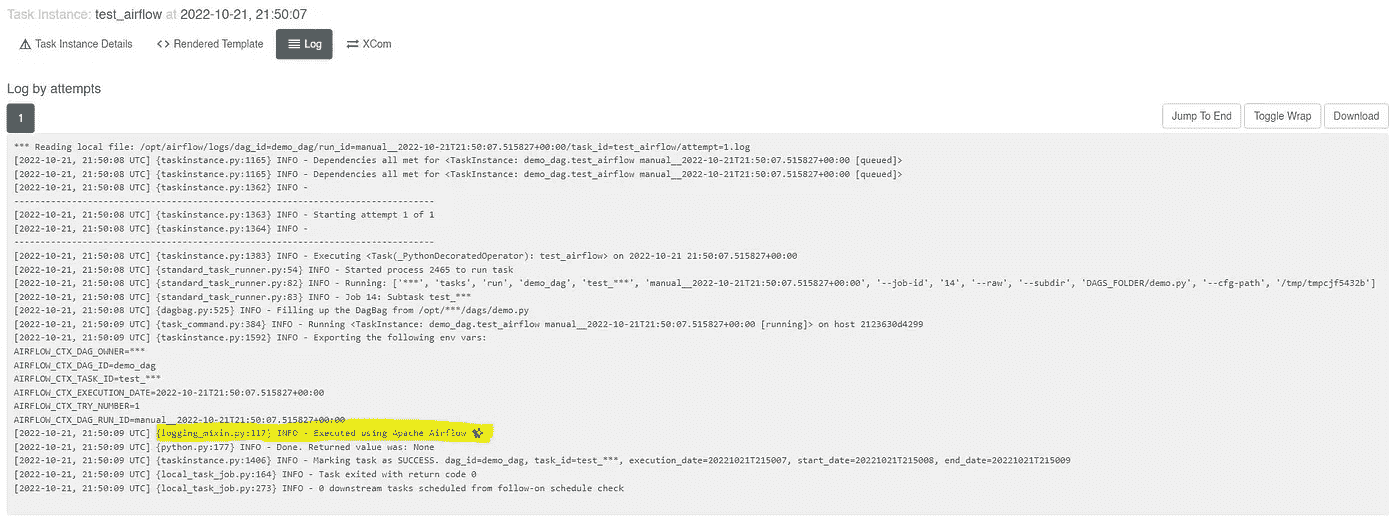 Task Instance: test_airflow at 2022-10-21, 21:50:07
Task Instance Details <> Rendered Template Log XCom
Log by attempts
1 Jump To End Toggle Wrap Download
*** Reading local file: /opt/airflow/logs/dag_id=demo_dag/run_id=manual__2022-10-21T21:50:07.515827+00:00/task_id=test_airflow/attempt=1.log
[2022-10-21, 21:50:08 UTC] {taskinstance.py:1165} INFO - Dependencies all met for <TaskInstance: demo_dag.test_airflow manual__2022-10-21T21:50:07.515827+00:00 [queued]>
[2022-10-21, 21:50:08 UTC] {taskinstance.py:1165} INFO - Dependencies all met for <TaskInstance: demo_dag.test_airflow manual__2022-10-21T21:50:07.515827+00:00 [queued]>
[2022-10-21, 21:50:08 UTC] {taskinstance.py:1362} INFO -
--------------------------------------------------------------------------------
[2022-10-21, 21:50:08 UTC] {taskinstance.py:1363} INFO - Starting attempt 1 of 1
[2022-10-21, 21:50:08 UTC] {taskinstance.py:1364} INFO -
--------------------------------------------------------------------------------
[2022-10-21, 21:50:08 UTC] {taskinstance.py:1383} INFO - Executing <Task(_PythonDecoratedOperator): test_airflow> on 2022-10-21 21:50:07.515827+00:00
[2022-10-21, 21:50:08 UTC] {standard_task_runner.py:54} INFO - Started process 2465 to run task
[2022-10-21, 21:50:08 UTC] {standard_task_runner.py:82} INFO - Running: ['***', 'tasks', 'run', 'demo_dag', 'test_***', 'manual__2022-10-21T21:50:07.515827+00:00', '--job-id', '14', '--raw', '--subdir', 'DAGS_FOLDER/demo.py', '--cfg-path', '/tmp/tmpcjf5432b']
[2022-10-21, 21:50:08 UTC] {standard_task_runner.py:83} INFO - Job 14: Subtask test_***
[2022-10-21, 21:50:08 UTC] {dagbag.py:525} INFO - Filling up the DagBag from /opt/***/dags/demo.py
[2022-10-21, 21:50:09 UTC] {task_command.py:384} INFO - Running <TaskInstance: demo_dag.test_airflow manual__2022-10-21T21:50:07.515827+00:00 [running]> on host 2123630d4299
[2022-10-21, 21:50:09 UTC] {taskinstance.py:1592} INFO - Exporting the following env vars:
AIRFLOW_CTX_DAG_OWNER=***
AIRFLOW_CTX_DAG_ID=demo_dag
AIRFLOW_CTX_TASK_ID=test_***
AIRFLOW_CTX_EXECUTION_DATE=2022-10-21T21:50:07.515827+00:00
AIRFLOW_CTX_TRY_NUMBER=1
AIRFLOW_CTX_DAG_RUN_ID=manual__2022-10-21T21:50:07.515827+00:00
[2022-10-21, 21:50:09 UTC] {logging_mixin.py:117} INFO - Executed using Apache Airflow
[2022-10-21, 21:50:09 UTC] {python.py:177} INFO - Done. Returned value was: None
[2022-10-21, 21:50:09 UTC] {taskinstance.py:1406} INFO - Marking task as SUCCESS. dag_id=demo_dag, task_id=test_***, execution_date=20221021T215007, start_date=20221021T215008, end_date=20221021T215009
[2022-10-21, 21:50:09 UTC] {local_task_job.py:164} INFO - Task exited with return code 0
[2022-10-21, 21:50:09 UTC] {local_task_job.py:273} INFO - 0 downstream tasks scheduled from follow-on schedule check